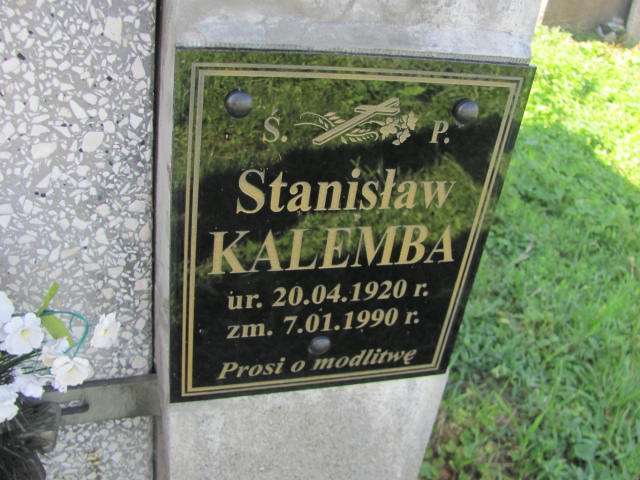 Ś. P.
Stanisław
KALEMBA
ur. 20.04.1920 r.
zm. 7.01.1990 r.
Prosi o modlitwę